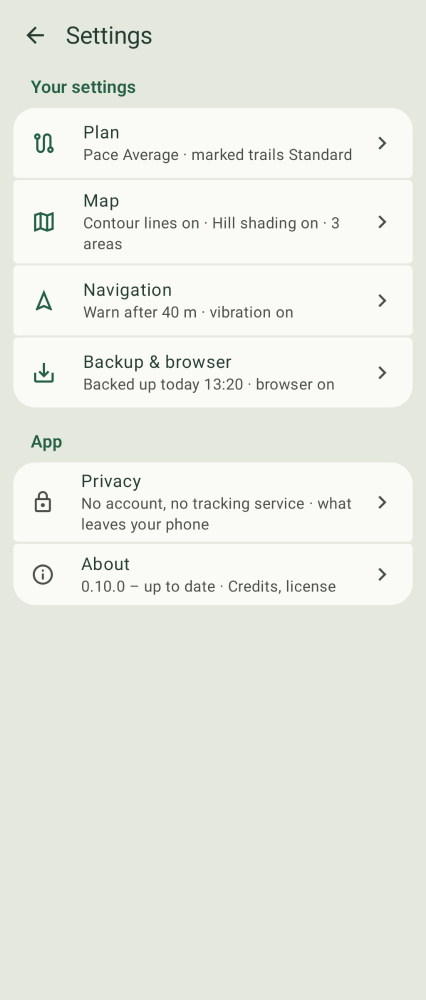 Settings
Your settings
Plan
Pace Average · marked trails Standard
Map
Contour lines on · Hill shading on · 3
areas
Navigation
Warn after 40 m · vibration on
Backup & browser
Backed up today 13:20 · browser on
App
Privacy
No account, no tracking service · what
leaves your phone
About
0.10.0 – up to date · Credits, license